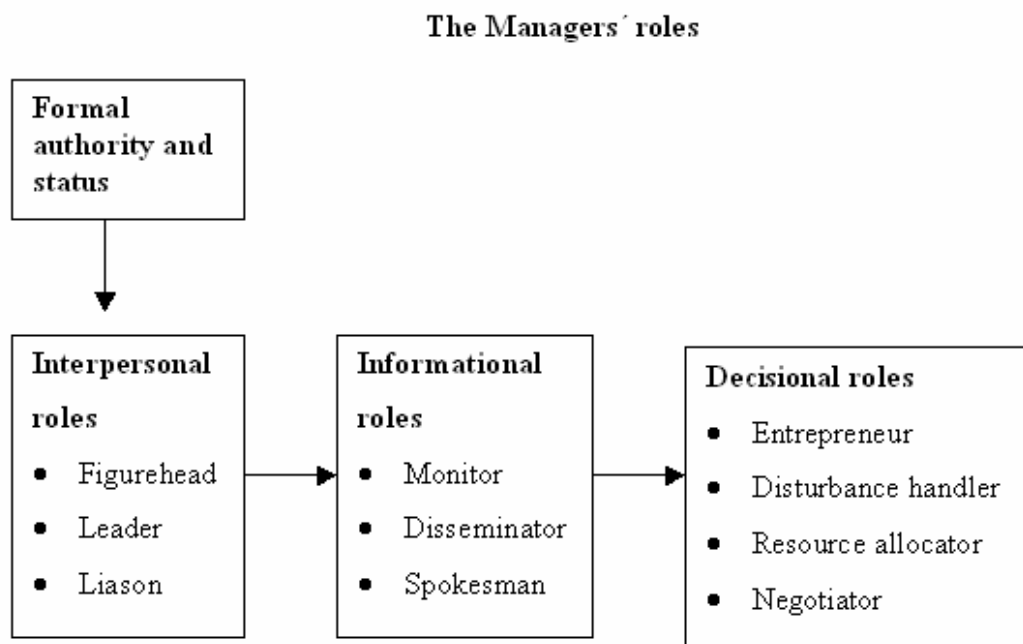 The Managers´ roles
Formal
authority and
status
Interpersonal
roles
• Figurehead
• Leader
• Liason
Informational
roles
• Monitor
• Disseminator
• Spokesman
Decisional roles
• Entrepreneur
• Disturbance handler
• Resource allocator
• Negotiator